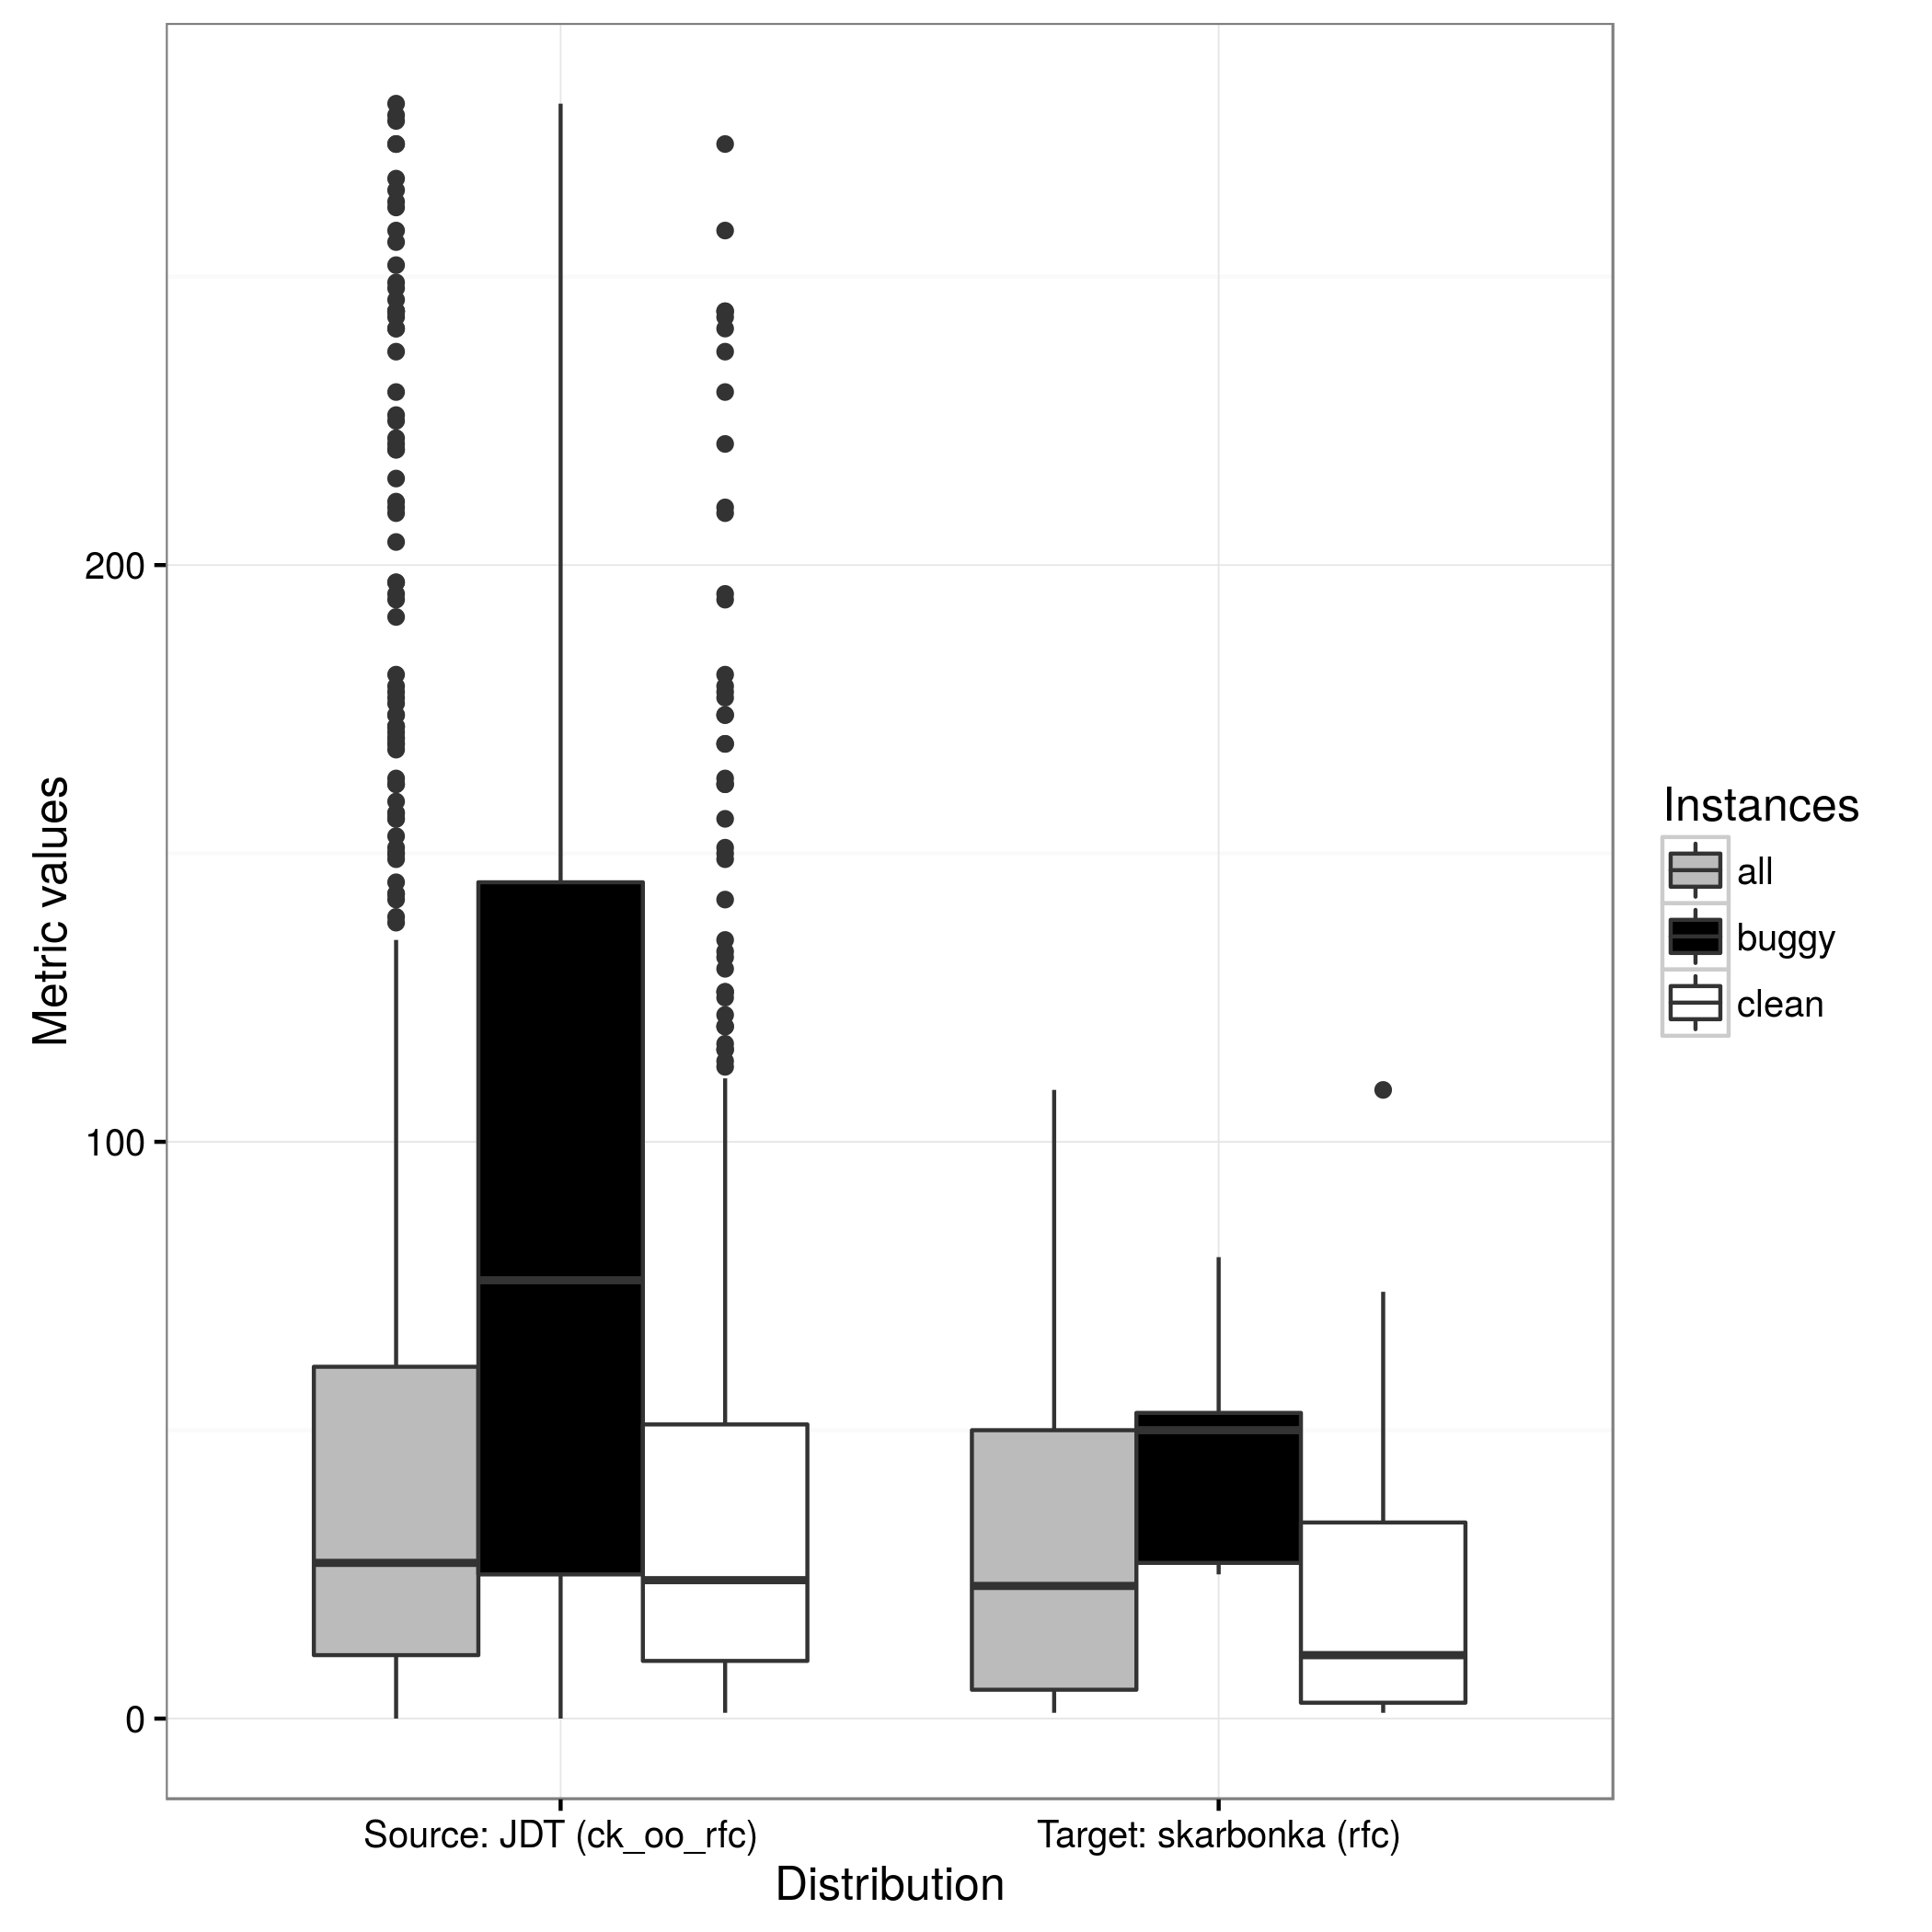 Metric values
200
100
0
Source: JDT (ck_oo_rfc)
Target: skarbonka (rfc)
Distribution
Instances
all
buggy
clean